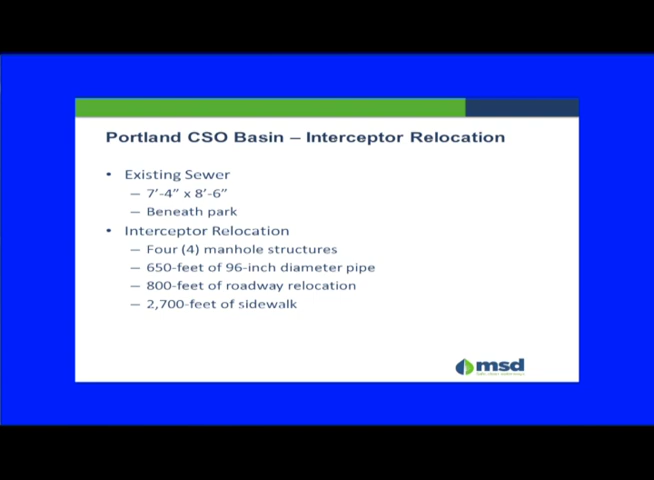 Portland CSO Basin – Interceptor Relocation
• Existing Sewer
– 7’-4” x 8’-6”
– Beneath park
• Interceptor Relocation
– Four (4) manhole structures
– 650-feet of 96-inch diameter pipe
– 800-feet of roadway relocation
– 2,700-feet of sidewalk
msd